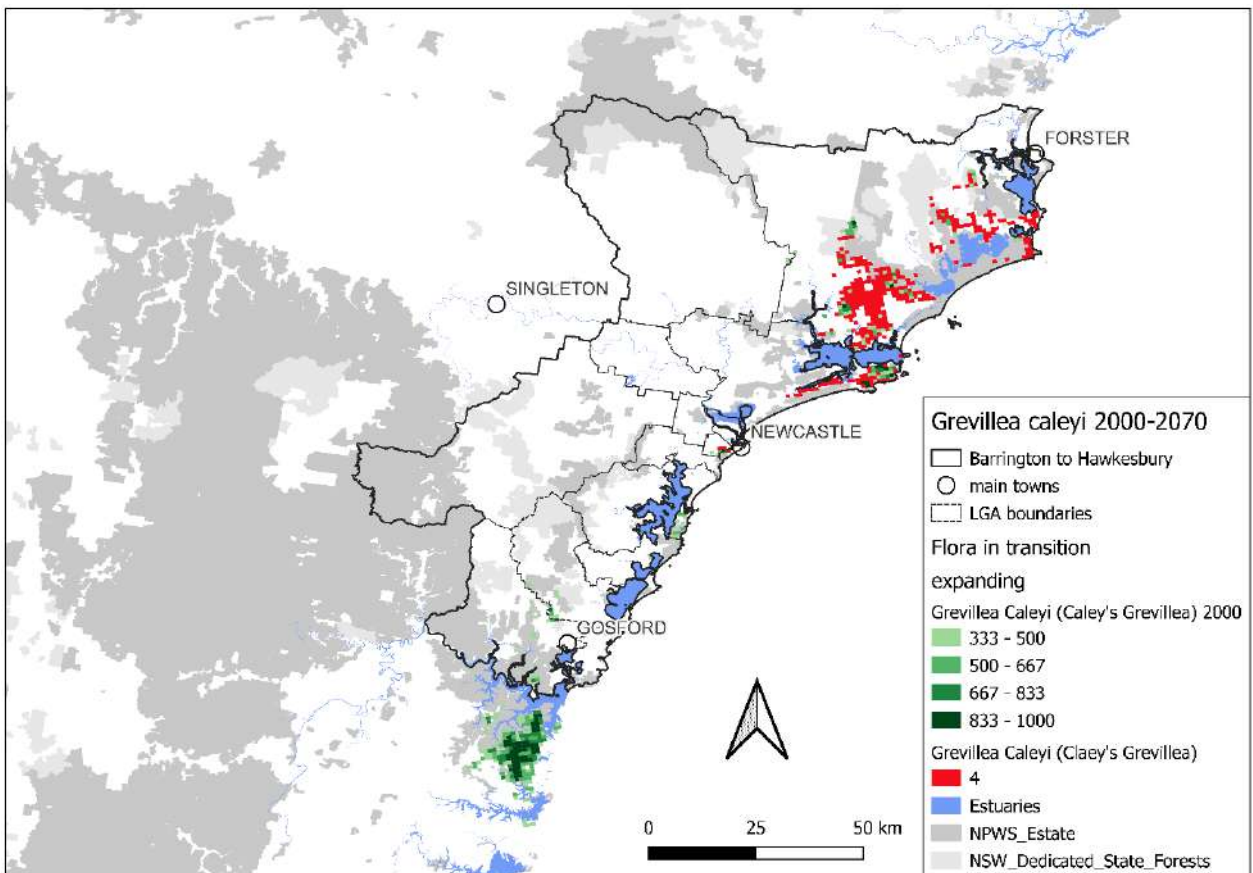 FORSTER
SINGLETON
NEWCASTLE
GOSFORD
Grevillea caleyi 2000-2070
Barrington to Hawkesbury
main towns
LGA boundaries
Flora in transition
expanding
Grevillea Caleyi (Caley's Grevillea) 2000
333 - 500
500 - 667
667 - 833
833 - 1000
Grevillea Caleyi (Claey's Grevillea)
4
Estuaries
NPWS_Estate
NSW_Dedicated_State_Forests
0 25 50 km